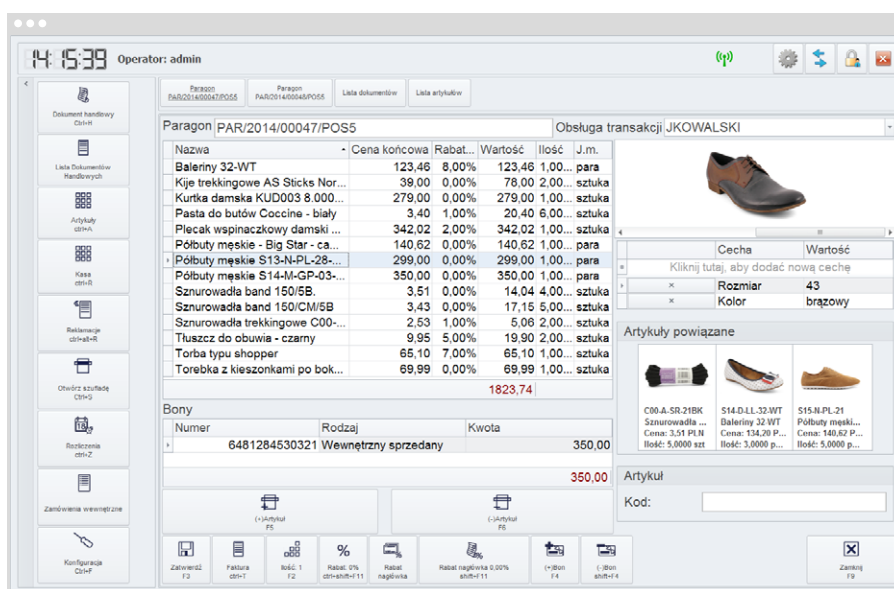 14:15:39 Operator: admin
Dokument handlowy
Ctrl+H
Lista Dokumentów
Handlowych
Artykuły
ctrl+A
Kasa
ctrl+R
Reklamacje
ctrl+alt+R
Otwórz szufladę
Ctrl+S
Rozliczenia
ctrl+Z
Zamówienia wewnętrzne
Konfiguracja
Ctrl+F
Paragon
PAR/2014/00047/POS5
Paragon
PAR/2014/00048/POS5
Lista dokumentów
Lista artykułów
Paragon PAR/2014/00047/POS5
Obsługa transakcji JKOWALSKI
Nazwa Cena końcowa Rabat... Wartość Ilość J.m.
Baleriny 32-WT 123,46 8,00% 123,46 1,00... para
Kije trekkingowe AS Sticks Nor... 39,00 0,00% 78,00 2,00... sztuka
Kurtka damska KUD003 8.000... 279,00 0,00% 279,00 1,00... sztuka
Pasta do butów Coccine - biały 3,40 1,00% 20,40 6,00... sztuka
Plecak wspinaczkowy damski ... 342,02 2,00% 342,02 1,00... sztuka
Półbuty męskie - Big Star - ca... 140,62 0,00% 140,62 1,00... para
Półbuty męskie S13-N-PL-28-... 299,00 0,00% 299,00 1,00... para
Półbuty męskie S14-M-GP-03-... 350,00 0,00% 350,00 1,00... para
Sznurowadła band 150/5B. 3,51 0,00% 14,04 4,00... sztuka
Sznurowadła band 150/CM/5B 3,43 0,00% 17,15 5,00... sztuka
Sznurowadła trekkingowe C00-... 2,53 1,00% 5,06 2,00... sztuka
Tłuszcz do obuwia - czarny 9,95 5,00% 19,90 2,00... sztuka
Torba typu shopper 65,10 7,00% 65,10 1,00... sztuka
Torebka z kieszonkami po bok... 69,99 0,00% 69,99 1,00... sztuka
1823,74
Bony
Numer Rodzaj Kwota
6481284530321 Wewnętrzny sprzedany 350,00
350,00
(+)Artykuł
F5
(-)Artykuł
F6
Zatwierdź
F3
Faktura
ctrl+T
Ilość: 1
F2
Rabat: 0%
ctrl+shift+F11
Rabat
nagłówka
Rabat nagłówka 0,00%
shift+F11
(+)Bon
F4
(-)Bon
shift+F4
Cecha Wartość
Kliknij tutaj, aby dodać nową cechę
× Rozmiar 43
× Kolor brązowy
Artykuły powiązane
C00-A-SR-21BK
Sznurowadła ...
Cena: 3,51 PLN
Ilość: 5,0000 szt
S14-D-LL-32-WT
Baleriny 32-WT
Cena: 134,20 P...
Ilość: 3,0000 p...
S15-N-PL-21
Półbuty męski...
Cena: 140,62 P...
Ilość: 5,0000 p...
Artykuł
Kod:
Zamknij
F9